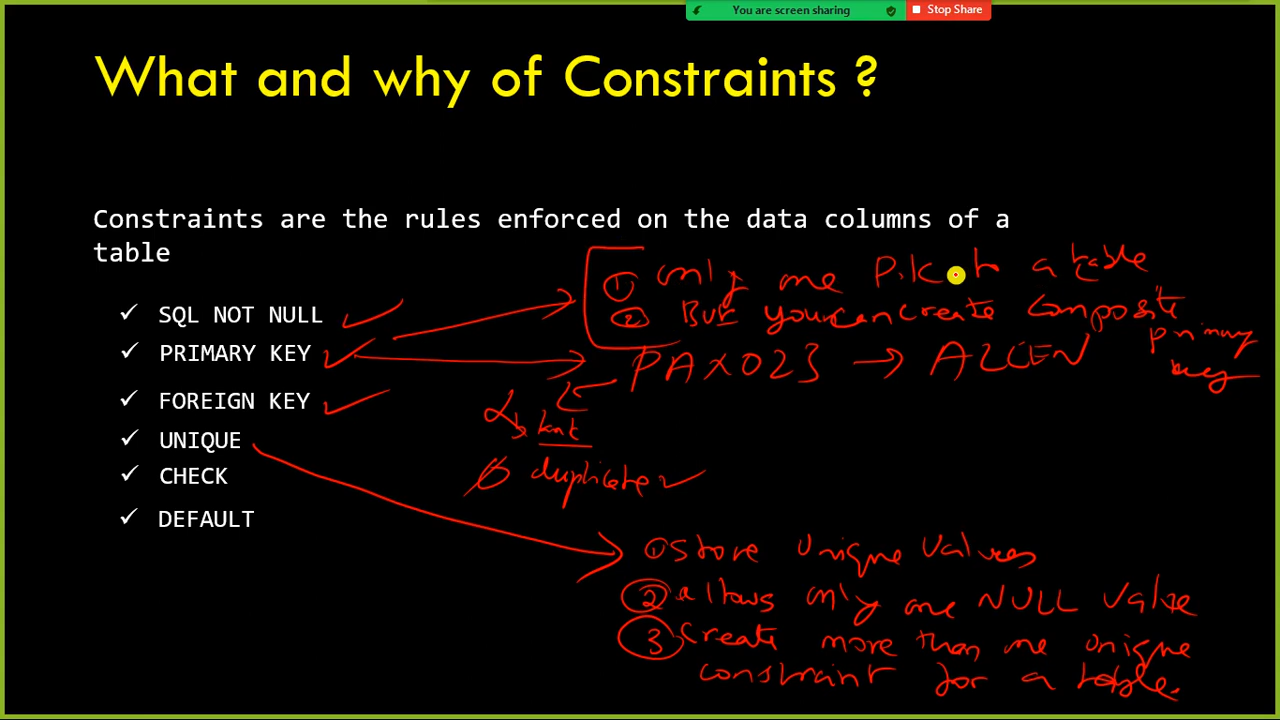 You are screen sharing
Stop Share
What and why of Constraints ?
Constraints are the rules enforced on the data columns of a
table
① only one P.K for a table
② But you can create composite
primary
key
✓ SQL NOT NULL
✓ PRIMARY KEY
PAX023 → AZCEN
✓ FOREIGN KEY
duplicate
✓ UNIQUE
✓ CHECK
✓ DEFAULT
① Store Unique Values
② allows only one NULL Value
③ Create more than one unique
constraint for a table.